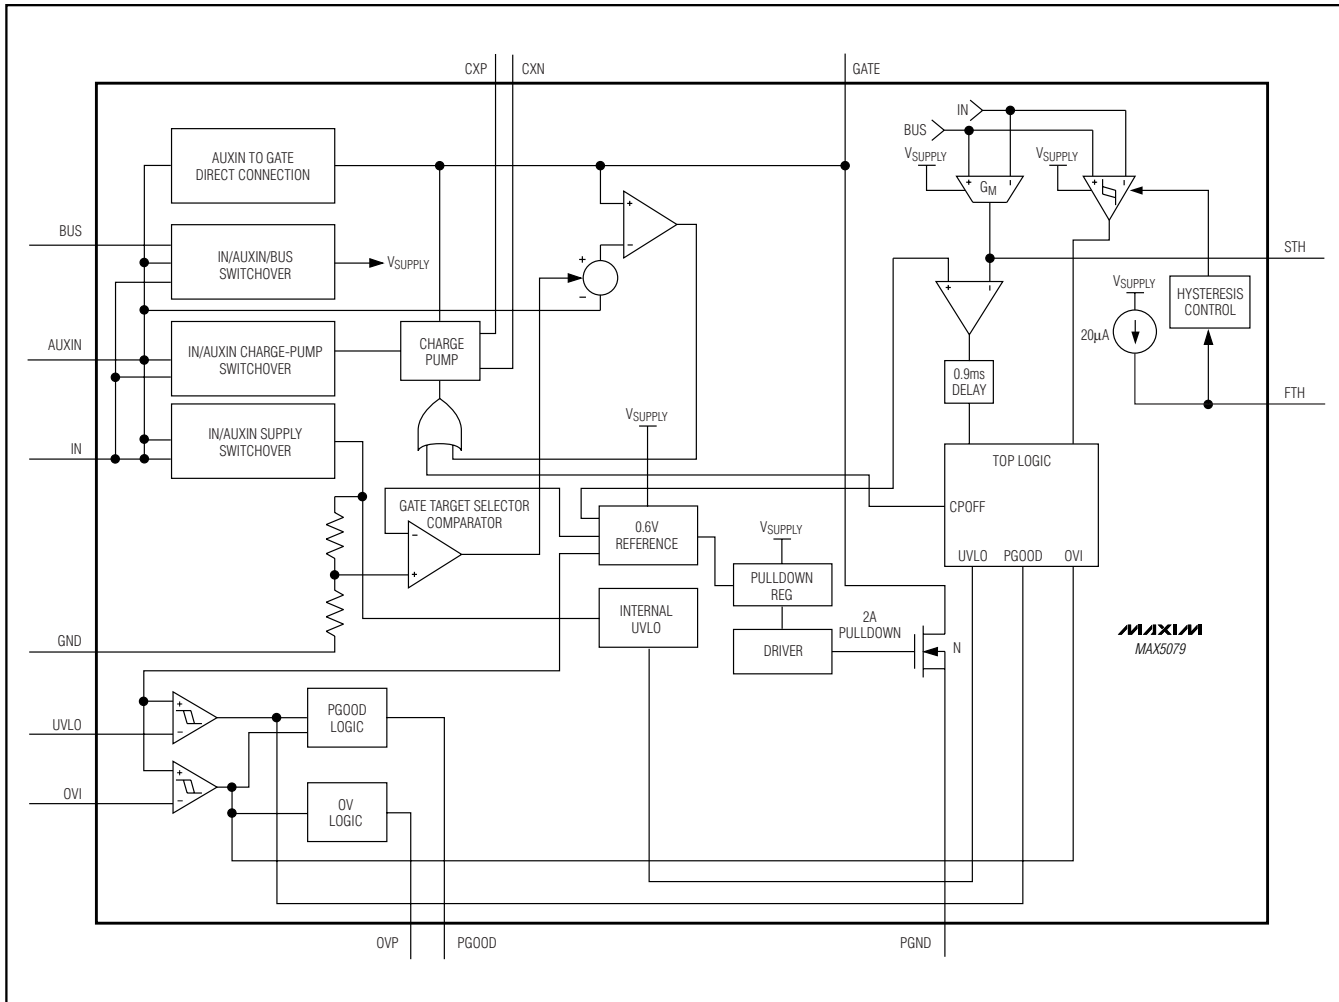 CXP
CXN
GATE
IN
BUS
VSUPPLY
VSUPPLY
+
GM
+
AUXIN TO GATE
DIRECT CONNECTION
BUS
IN/AUXIN/BUS
SWITCHOVER
VSUPPLY
+
−
+
−
STH
+
VSUPPLY
HYSTERESIS
CONTROL
20µA
AUXIN
IN/AUXIN CHARGE-PUMP
SWITCHOVER
CHARGE
PUMP
0.9ms
DELAY
FTH
IN
IN/AUXIN SUPPLY
SWITCHOVER
VSUPPLY
TOP LOGIC
CPOFF
UVLO
PGOOD
OVI
GATE TARGET SELECTOR
COMPARATOR
−
+
0.6V
REFERENCE
VSUPPLY
PULLDOWN
REG
INTERNAL
UVLO
2A
PULLDOWN
DRIVER
N
MAXIM
MAX5079
GND
UVLO
+
−
PGOOD
LOGIC
OVI
+
−
OV
LOGIC
OVP
PGOOD
PGND